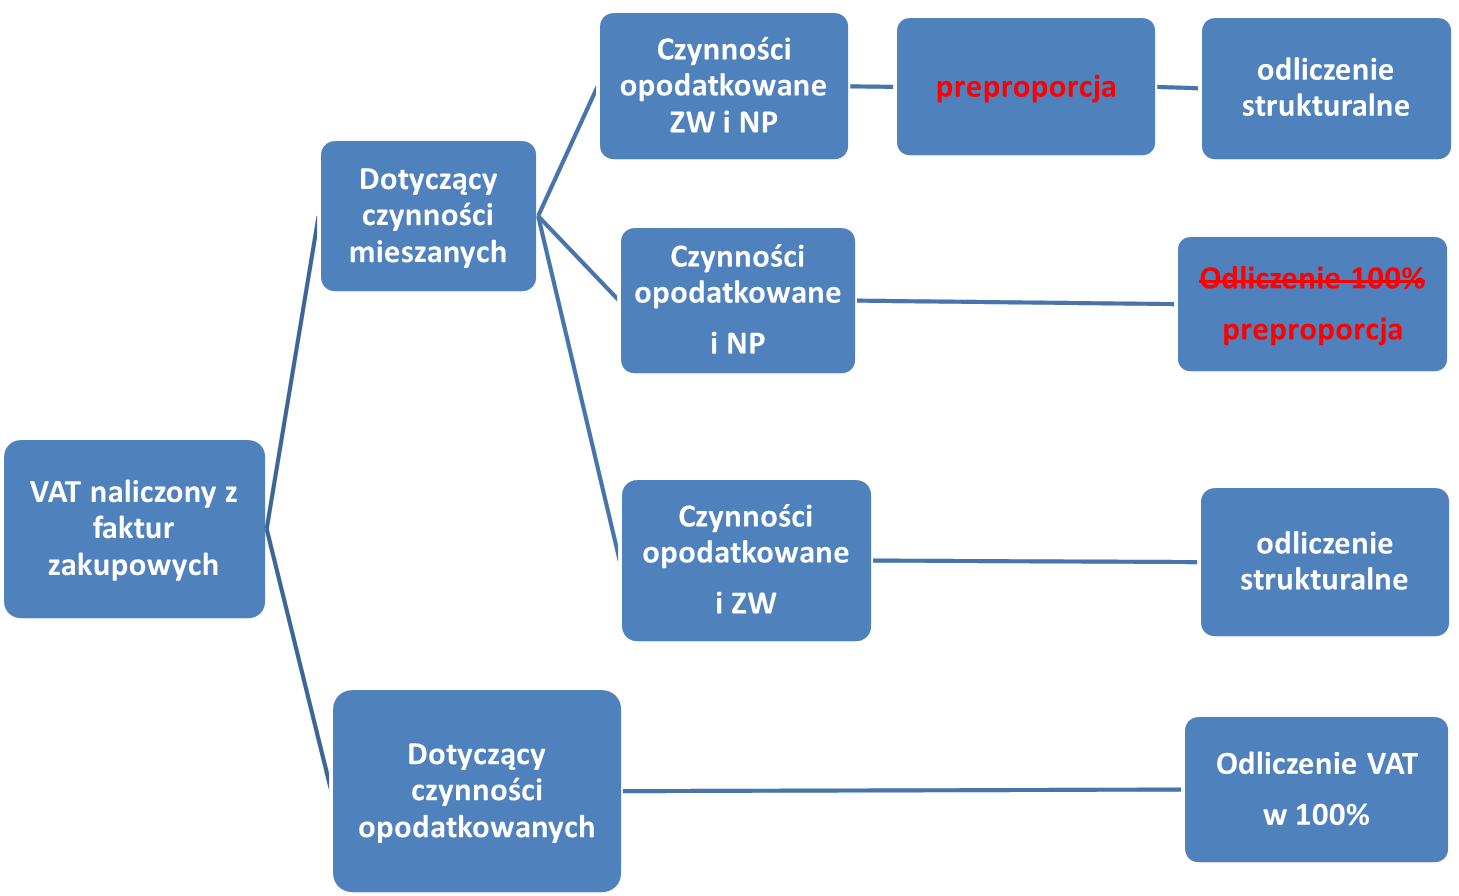 Czynności
opodatkowane
ZW i NP
preproporcja
odliczenie
strukturalne
Dotyczący
czynności
mieszanych
Czynności
opodatkowane
i NP
Odliczenie 100%
preproporcja
VAT naliczony z
faktur
zakupowych
Czynności
opodatkowane
i ZW
odliczenie
strukturalne
Dotyczący
czynności
opodatkowanych
Odliczenie VAT
w 100%